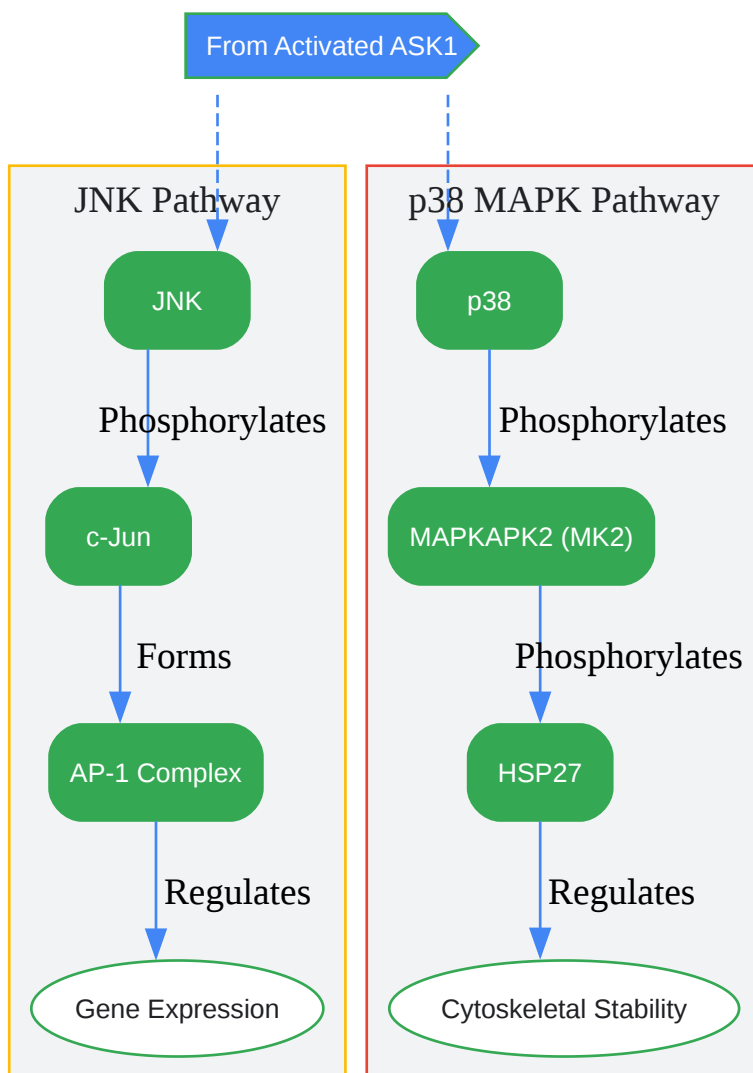 From Activated ASK1
JNK Pathway
JNK
Phosphorylates
c-Jun
Forms
AP-1 Complex
Regulates
Gene Expression
p38 MAPK Pathway
p38
Phosphorylates
MAPKAPK2 (MK2)
Phosphorylates
HSP27
Regulates
Cytoskeletal Stability